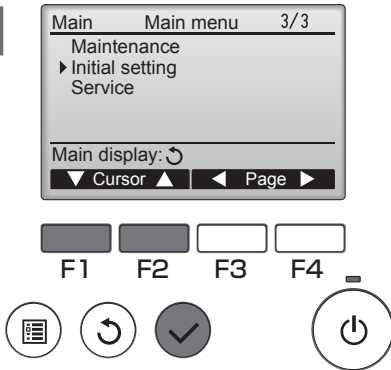 Main Main menu 3/3
Maintenance
Initial setting
Service
Main display:
Cursor Page
F1 F2 F3 F4